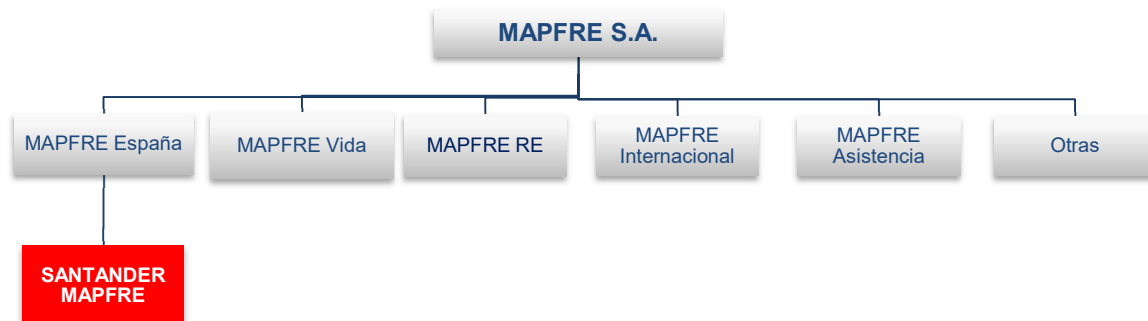 MAPFRE S.A.
MAPFRE España
MAPFRE Vida
MAPFRE RE
MAPFRE
Internacional
MAPFRE
Asistencia
Otras
SANTANDER
MAPFRE